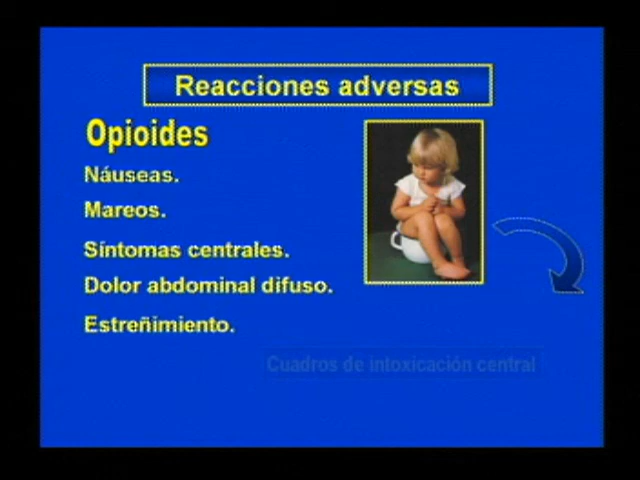 Reacciones adversas
Opioides
Náuseas.
Mareos.
Síntomas centrales.
Dolor abdominal difuso.
Estreñimiento.
Cuadros de intoxicación central